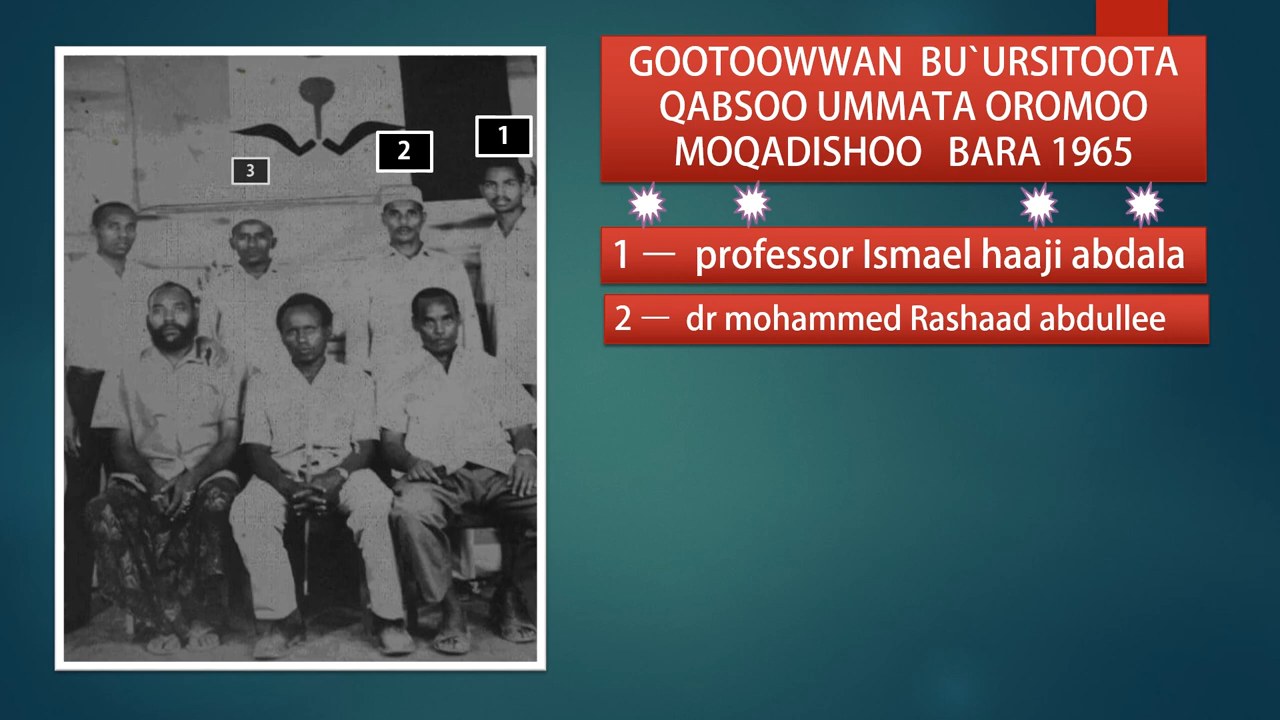 GOOTOOWWAN BU`URSITOOTA
QABSOO UMMATA OROMOO
MOQADISHOO BARA 1965
1 — professor Ismael haaji abdala
2 — dr mohammed Rashaad abdullee
1
2
3